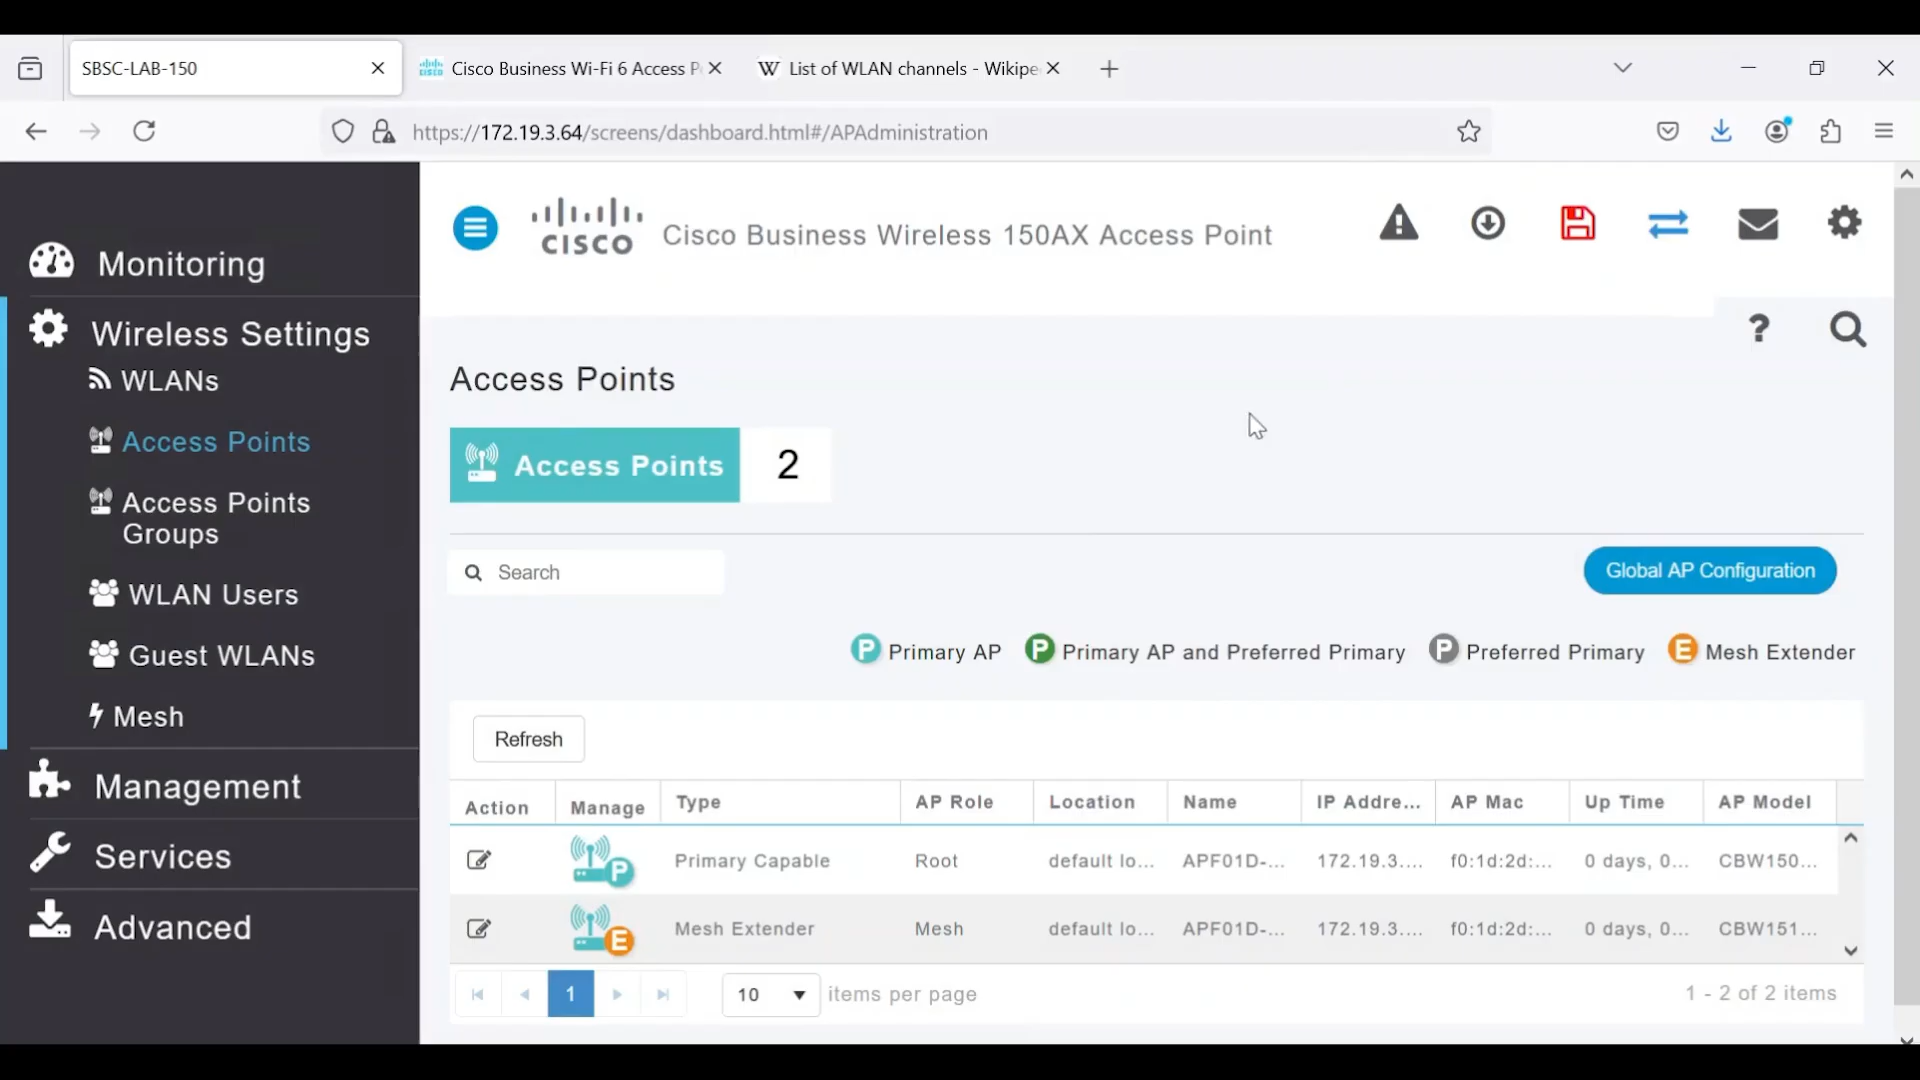 SBSC-LAB-150
Cisco Business Wi-Fi 6 Access P
W List of WLAN channels - Wikipe
https://172.19.3.64/screens/dashboard.html#/APAdministration
Monitoring
Wireless Settings
WLANs
Access Points
Access Points
Groups
WLAN Users
Guest WLANs
Mesh
Management
Services
Advanced
CISCO
Cisco Business Wireless 150AX Access Point
?
Access Points
Access Points 2
Search
Global AP Configuration
P Primary AP P Primary AP and Preferred Primary P Preferred Primary E Mesh Extender
Refresh
Action Manage Type AP Role Location Name IP Addre... AP Mac Up Time AP Model
P Primary Capable Root default lo... APF01D-... 172.19.3.... f0:1d:2d:... 0 days, 0... CBW150...
E Mesh Extender Mesh default lo... APF01D-... 172.19.3.... f0:1d:2d:... 0 days, 0... CBW151...
1 10 items per page 1 - 2 of 2 items